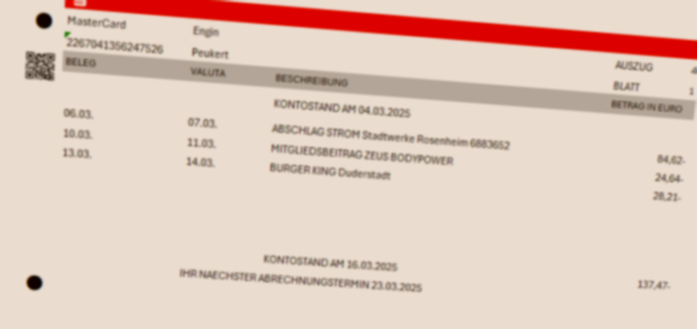 MasterCard Engin AUSZUG
2267041356247526 Peukert BLATT 1
BELEG VALUTA BESCHREIBUNG BETRAG IN EURO
KONTOSTAND AM 04.03.2025
06.03. 07.03. ABSCHLAG STROM Stadtwerke Rosenheim 6883652 84,62-
10.03. 11.03. MITGLIEDSBEITRAG ZEUS BODYPOWER 24,64-
13.03. 14.03. BURGER KING Duderstadt 28,21-
KONTOSTAND AM 16.03.2025 137,47-
IHR NAECHSTER ABRECHNUNGSTERMIN 23.03.2025